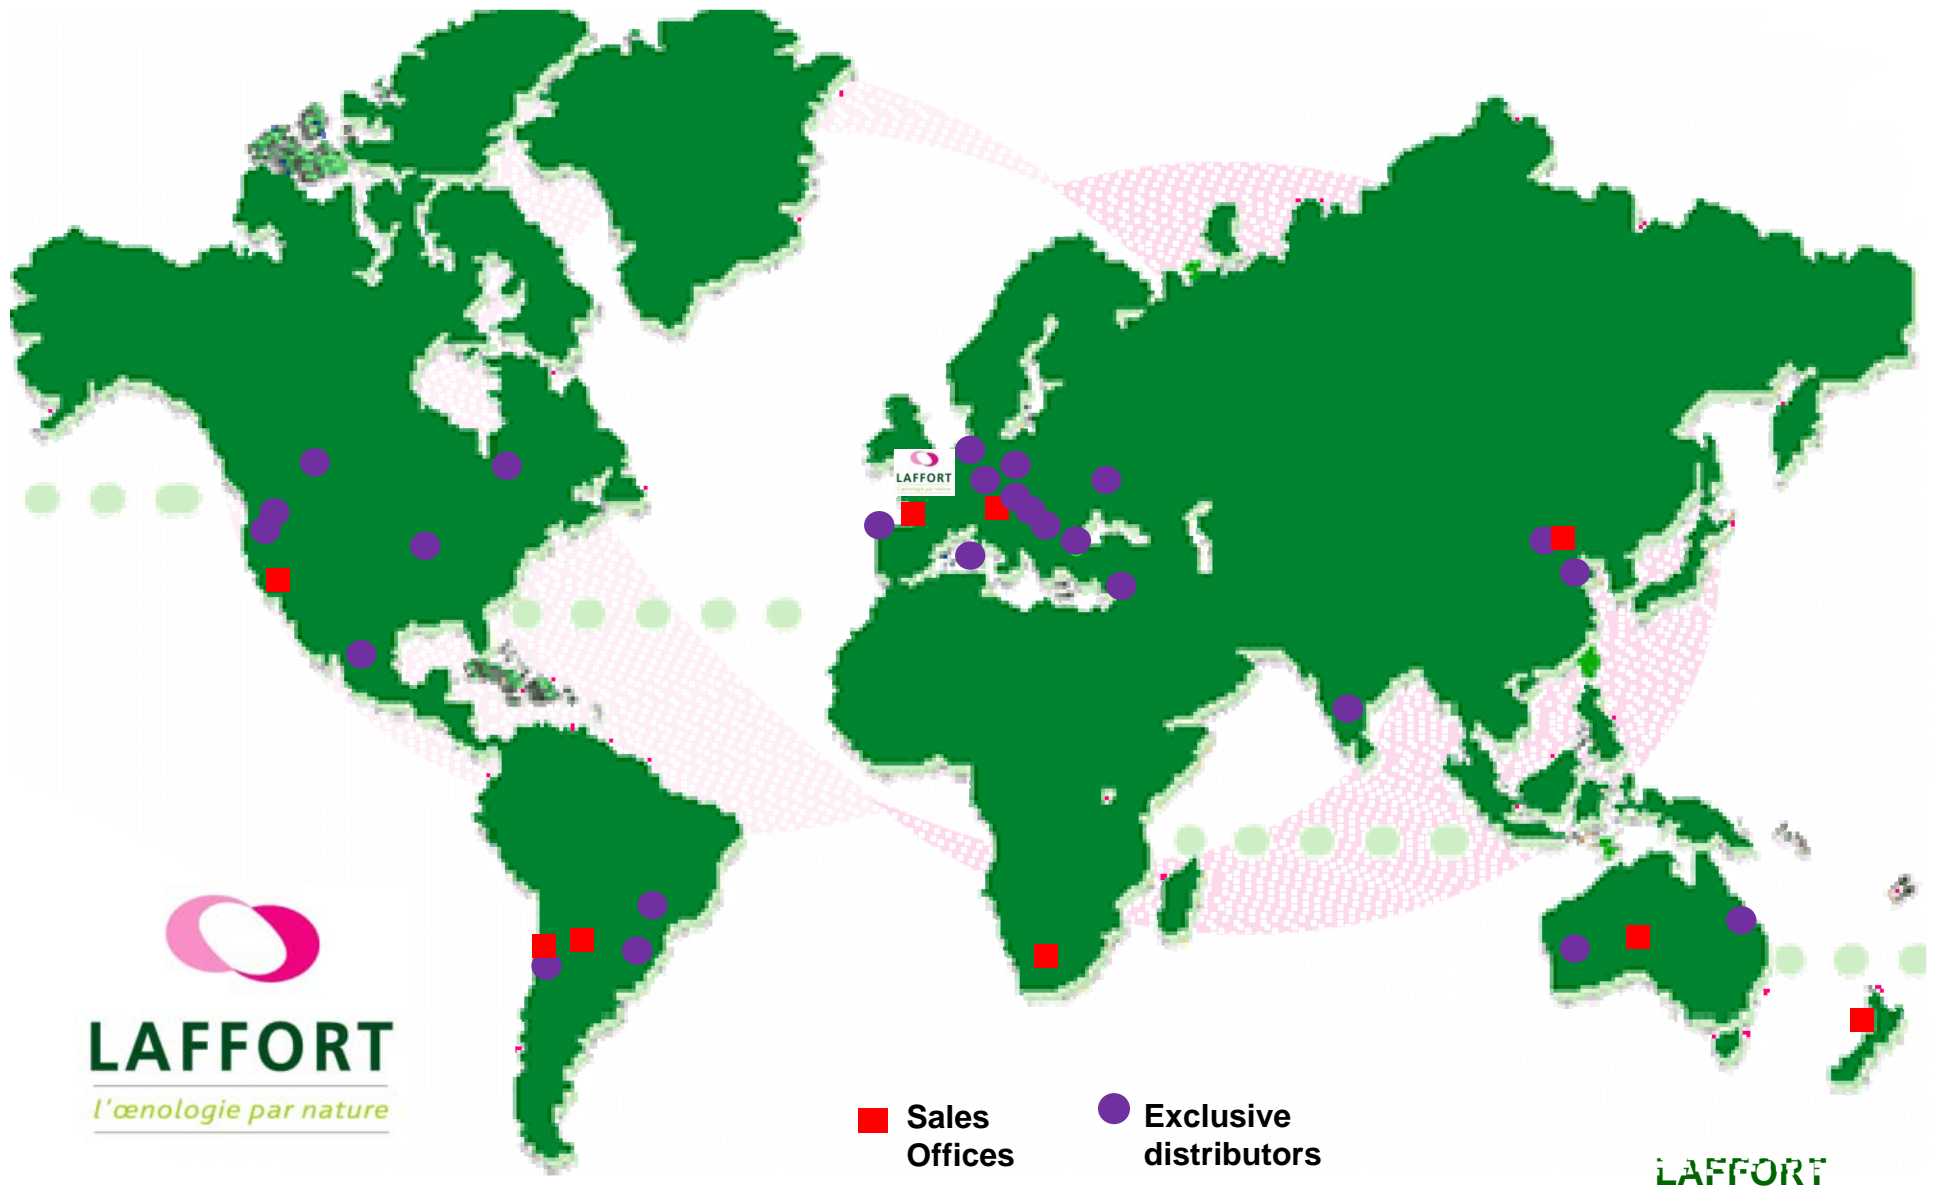 LAFFORT
LAFFORT
l'œnologie par nature
Sales
Offices
Exclusive
distributors
LAFFORT